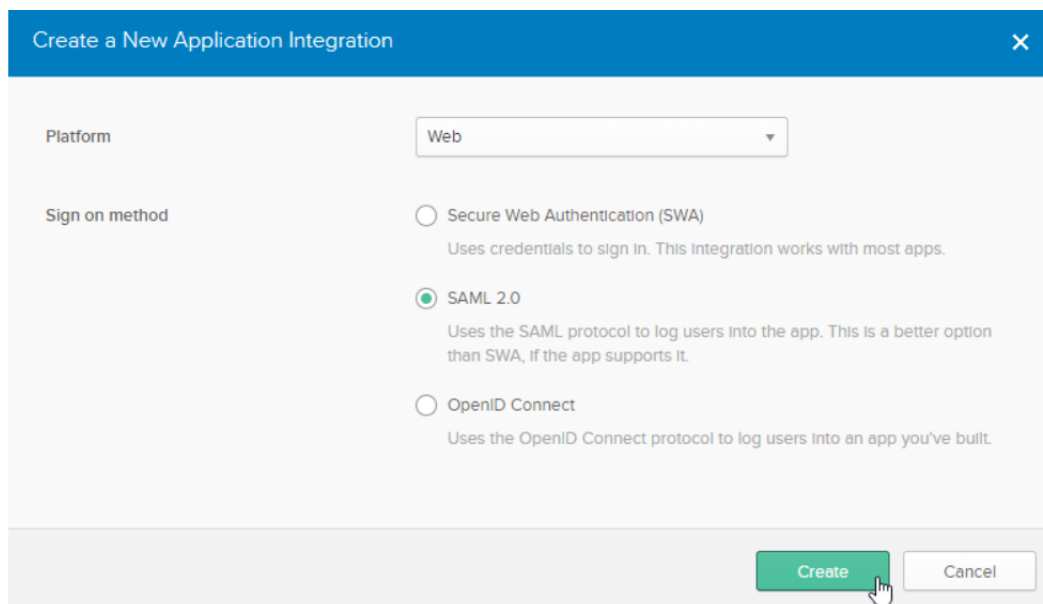 Create a New Application Integration
Platform
Web
Sign on method
Secure Web Authentication (SWA)
Uses credentials to sign in. This integration works with most apps.
SAML 2.0
Uses the SAML protocol to log users into the app. This is a better option
than SWA, if the app supports it.
OpenID Connect
Uses the OpenID Connect protocol to log users into an app you've built.
Create
Cancel